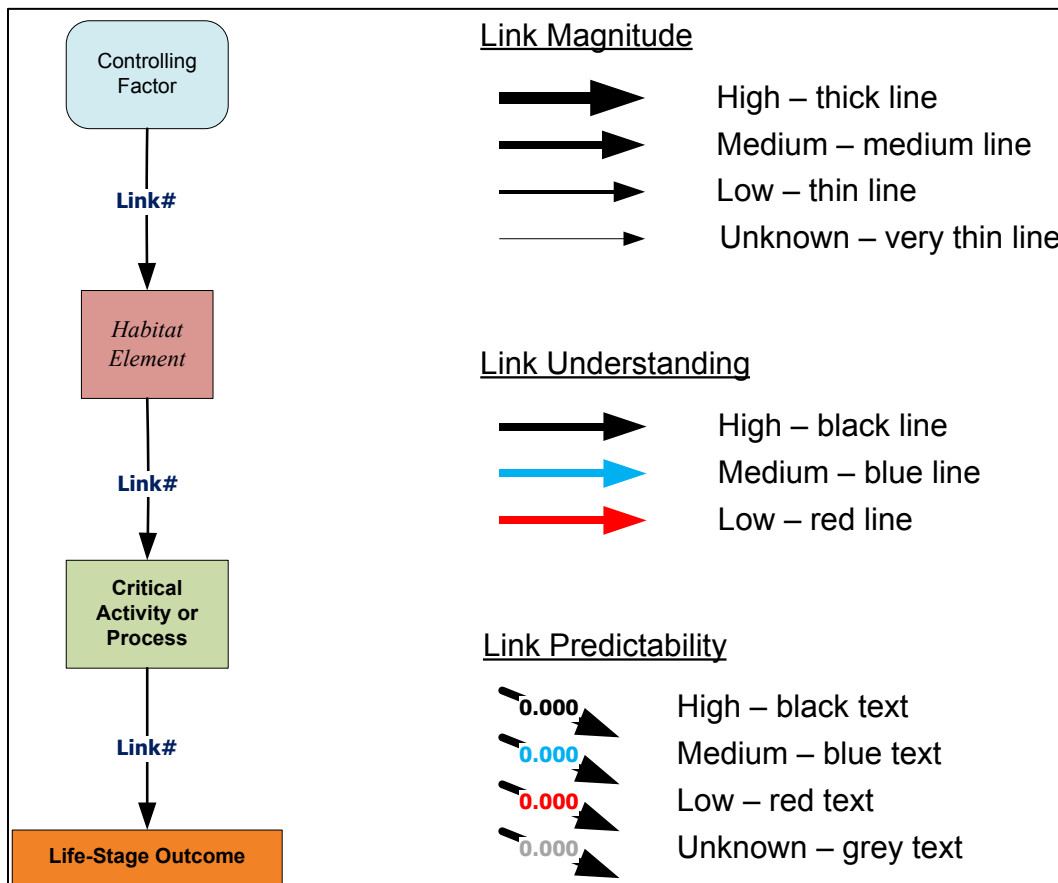 Controlling
Factor
Link#
Habitat
Element
Link#
Critical
Activity or
Process
Link#
Life-Stage Outcome
Link Magnitude
High – thick line
Medium – medium line
Low – thin line
Unknown – very thin line
Link Understanding
High – black line
Medium – blue line
Low – red line
Link Predictability
0.000 High – black text
0.000 Medium – blue text
0.000 Low – red text
0.000 Unknown – grey text